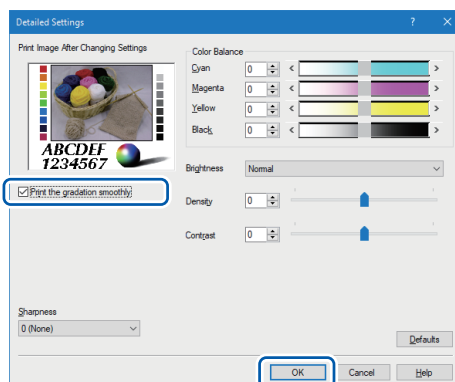 Detailed Settings ? ×
Print Image After Changing Settings
ABCDEF
1234567
Print the gradation smoothly
Sharpness
0 (None)
Color Balance
Cyan 0 < >
Magenta 0 < >
Yellow 0 < >
Black 0 < >
Brightness Normal
Density 0
Contrast 0
Defaults
OK Cancel Help